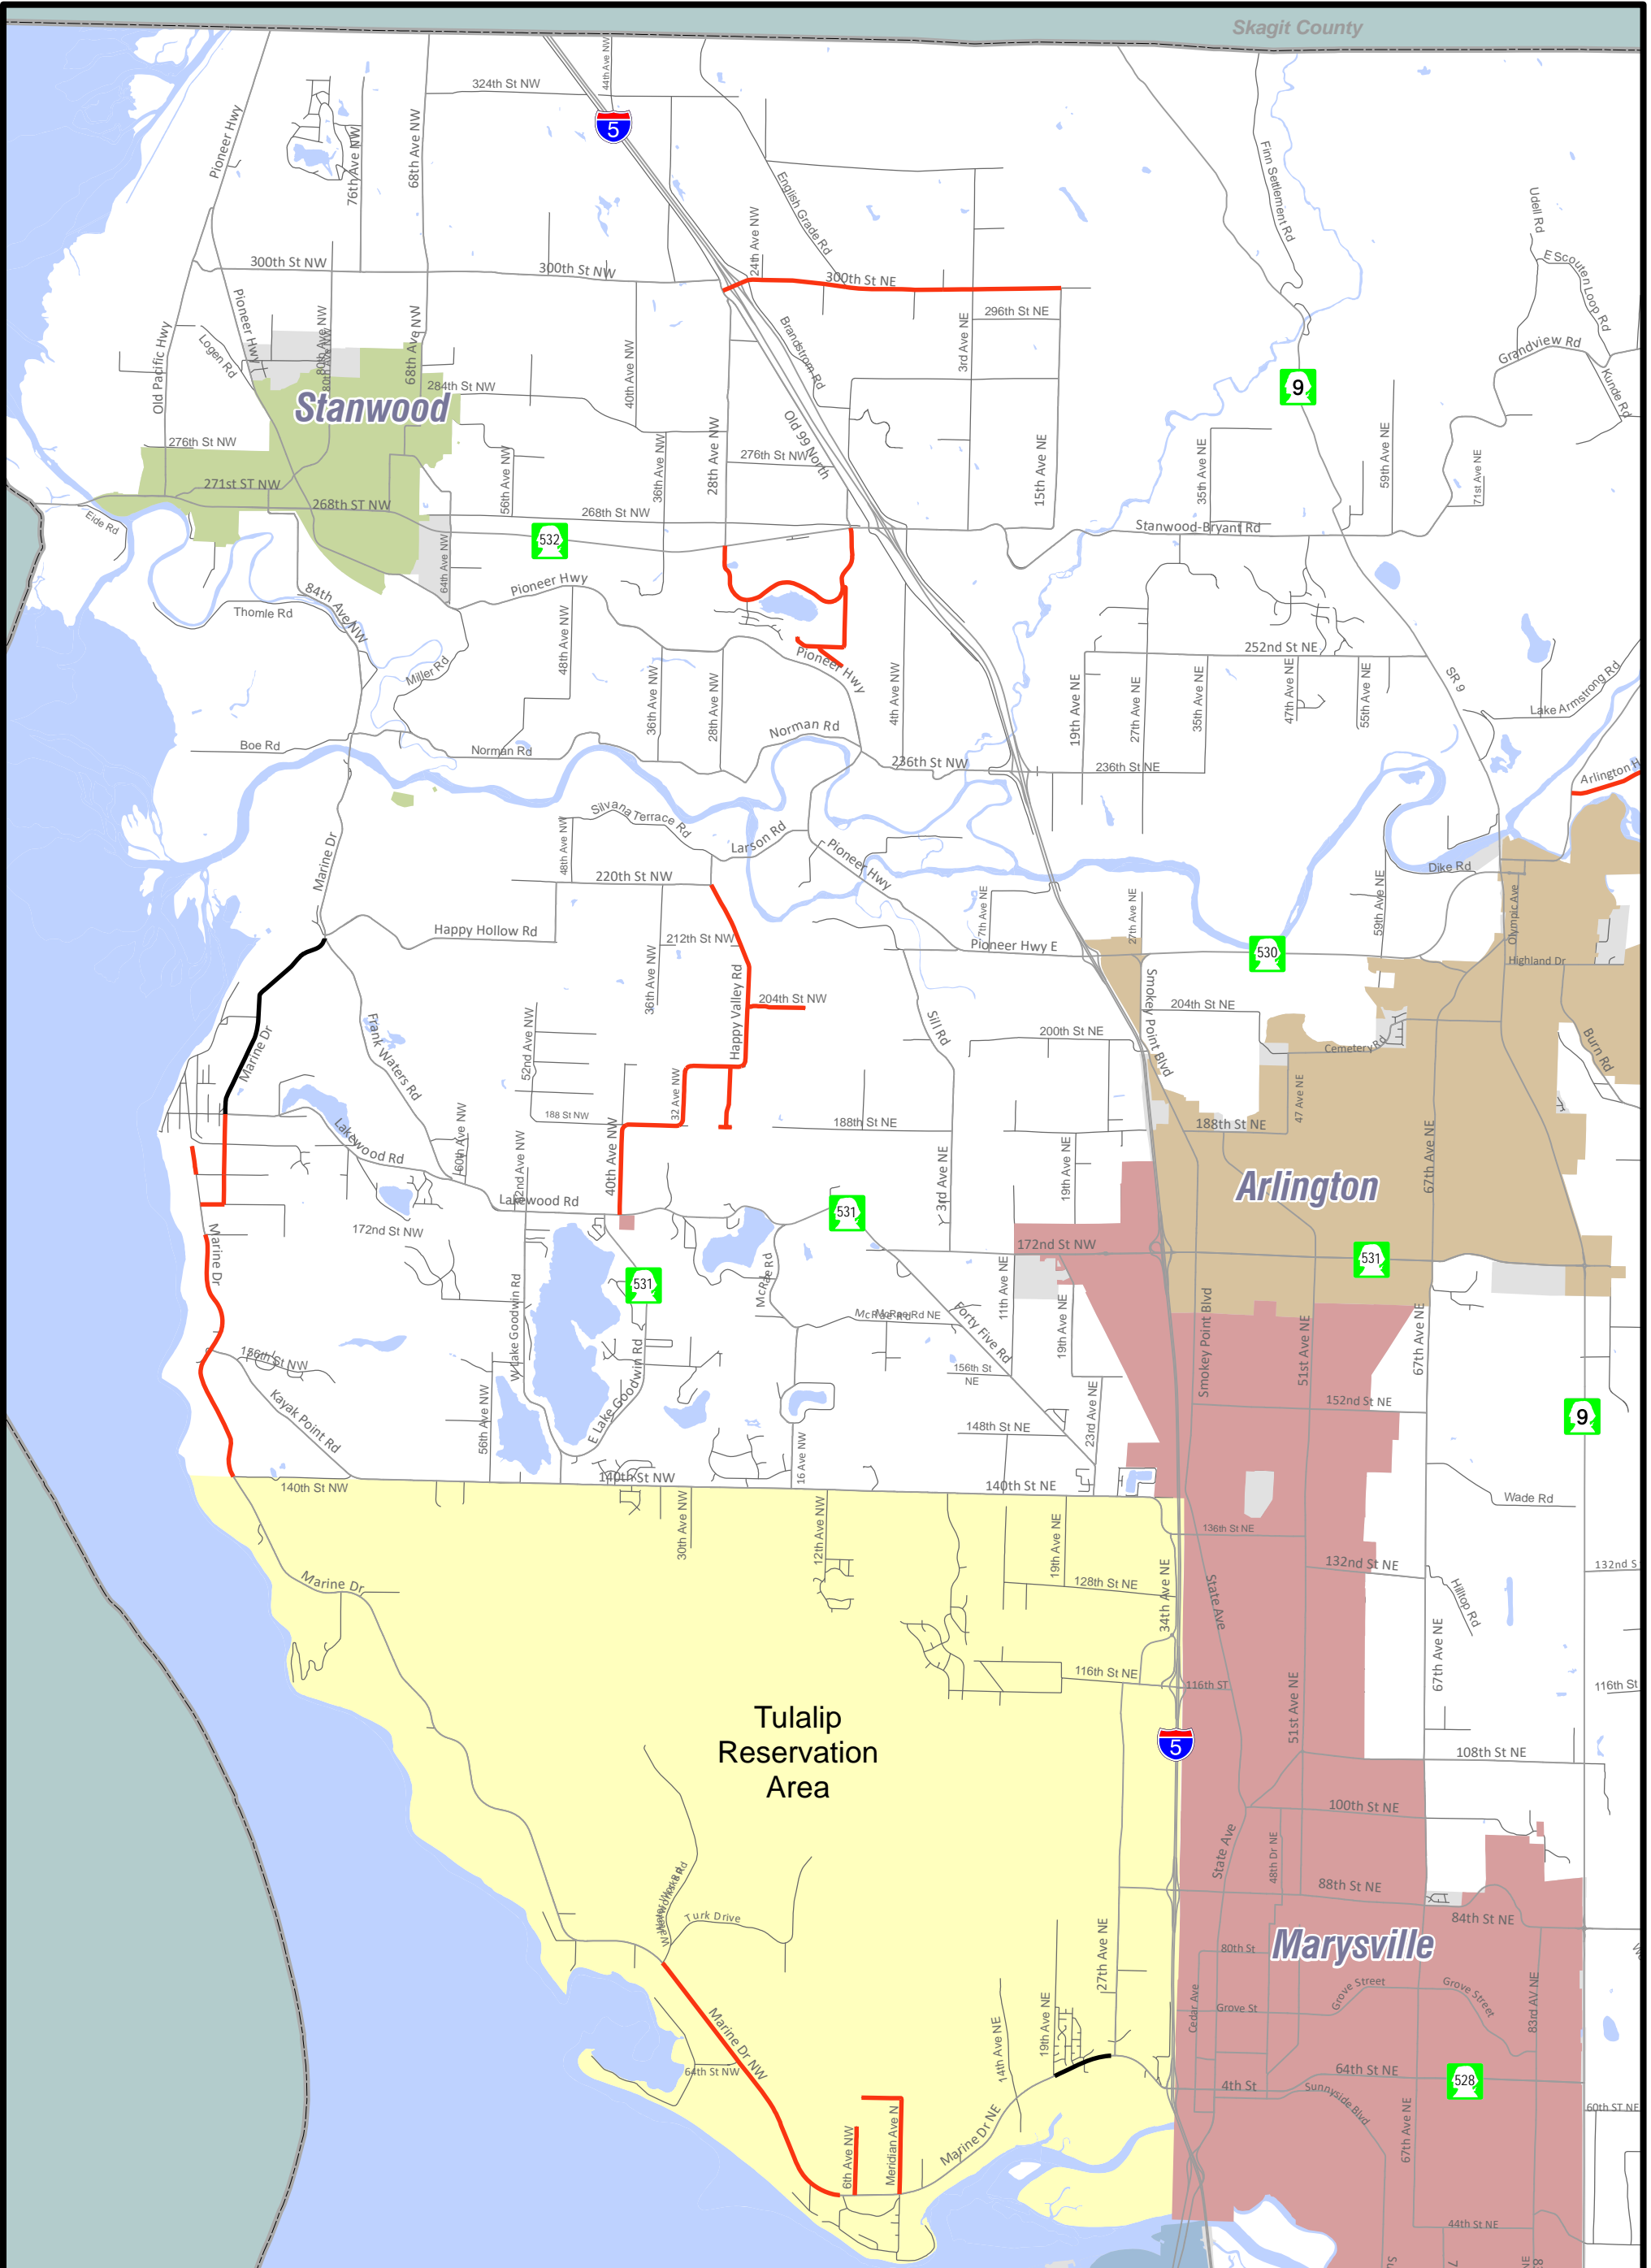 Skagit County
324th St NW
44th Ave NW
5
Pioneer Hwy
76th Ave NW
68th Ave NW
English Grade Rd
Finn Settlement Rd
Udell Rd
E Scouten Loop Rd
24th Ave NW
300th St NW
300th St NW
300th St NE
Pioneer Hwy
80th Ave NW
80th Ave NW
68th Ave NW
Old Pacific Hwy
Logen Rd
296th St NE
Brandstrom Rd
3rd Ave NE
Grandview Rd
Kunde Rd
9
Stanwood
284th St NW
40th Ave NW
Old 99 North
276th St NW
28th Ave NW
276th St NW
36th Ave NW
56th Ave NW
15th Ave NE
35th Ave NE
59th Ave NE
71st Ave NE
271st ST NW
268th ST NW
268th St NW
532
Eide Rd
64th Ave NW
Stanwood-Bryant Rd
Pioneer Hwy
84th Ave NW
Thomle Rd
Miller Rd
48th Ave NW
36th Ave NW
28th Ave NW
Pioneer Hwy
4th Ave NW
252nd St NE
19th Ave NE
27th Ave NE
35th Ave NE
47th Ave NE
55th Ave NE
SR 9
Lake Armstrong Rd
Boe Rd
Norman Rd
Norman Rd
236th St NW
236th St NE
Arlington H
Silvana Terrace Rd
48th Ave NW
Larson Rd
Pioneer Hwy
Marine Dr
220th St NW
Dike Rd
59th Ave NE
Olympic Ave
7th Ave NE
27th Ave NE
Happy Hollow Rd
212th St NW
36th Ave NW
Pioneer Hwy E
530
Highland Dr
Happy Valley Rd
204th St NW
Smokey Point Blvd
204th St NE
Marine Dr
Frank Waters Rd
52nd Ave NW
Sill Rd
200th St NE
Cemetery Rd
Burn Rd
32 Ave NW
188 St NW
188th St NE
47 Ave NE
188th St NE
Lakewood Rd
60th Ave NW
40th Ave NW
3rd Ave NE
19th Ave NE
67th Ave NE
Arlington
Lakewood Rd
531
172nd St NW
172nd St NW
531
531
Marine Dr
W Lake Goodwin Rd
McRae Rd
McRae Rd NE
Forty Five Rd
11th Ave NE
19th Ave NE
Smokey Point Blvd
51st Ave NE
67th Ave NE
156th St NW
156th St
NE
E Lake Goodwin Rd
Kayak Point Rd
56th Ave NW
152nd St NE
9
148th St NE
23rd Ave NE
16 Ave NW
140th St NW
140th St NW
140th St NE
Wade Rd
30th Ave NW
12th Ave NW
19th Ave NE
136th St NE
132nd St NE
132nd S
128th St NE
34th Ave NE
State Ave
Hilltop Rd
Marine Dr
67th Ave NE
116th St NE
116th ST
116th St
51st Ave NE
Tulalip
Reservation
Area
5
108th St NE
100th St NE
State Ave
48th Dr NE
88th St NE
84th St NE
Turk Drive
Marysville
80th St
27th Ave NE
Grove Street
Grove Street
Grove St
Cedar Ave
83rd AV NE
Marine Dr NW
64th St NW
14th Ave NE
19th Ave NE
64th St NE
528
4th St
Sunnyside Blvd
60th ST NE
67th Ave NE
6th Ave NW
Meridian Ave N
Marine Dr NE
44th St NE